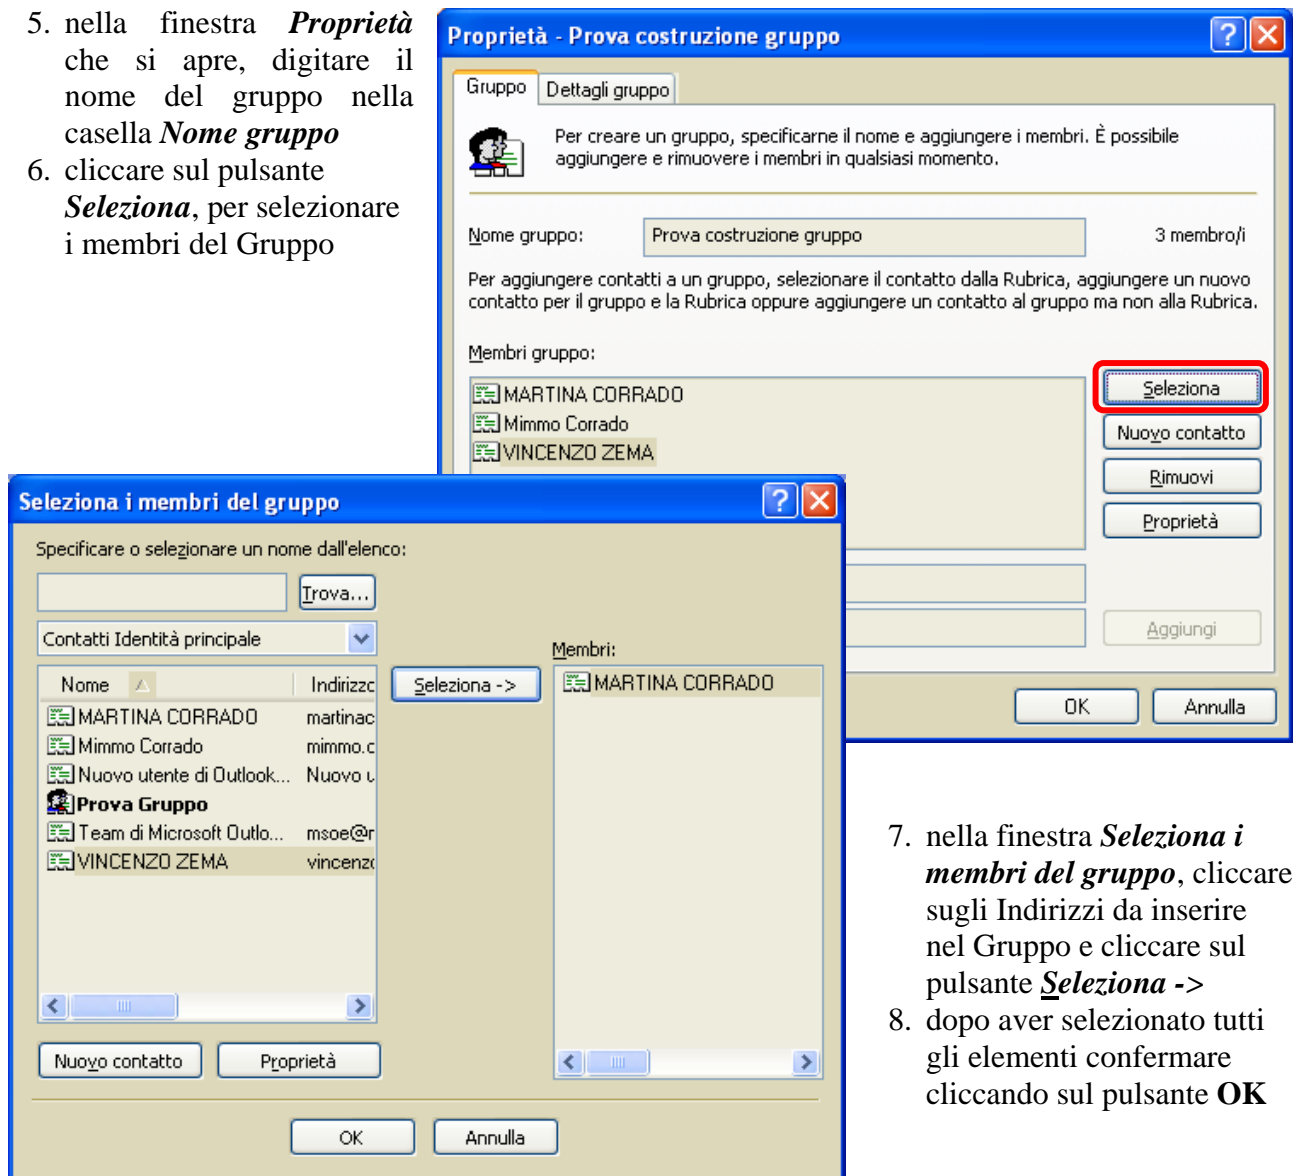 5. nella finestra Proprietà
che si apre, digitare il
nome del gruppo nella
casella Nome gruppo
6. cliccare sul pulsante
Seleziona, per selezionare
i membri del Gruppo
Proprietà - Prova costruzione gruppo
Gruppo Dettagli gruppo
Per creare un gruppo, specificarne il nome e aggiungere i membri. È possibile
aggiungere e rimuovere i membri in qualsiasi momento.
Nome gruppo: Prova costruzione gruppo 3 membro/i
Per aggiungere contatti a un gruppo, selezionare il contatto dalla Rubrica, aggiungere un nuovo
contatto per il gruppo e la Rubrica oppure aggiungere un contatto al gruppo ma non alla Rubrica.
Membri gruppo:
MARTINA CORRADO
Mimmo Corrado
VINCENZO ZEMA
Seleziona
Nuovo contatto
Rimuovi
Proprietà
Aggiungi
OK Annulla
Seleziona i membri del gruppo
Specificare o selezionare un nome dall'elenco:
Trova...
Contatti Identità principale
Nome Indirizzo
MARTINA CORRADO martinac
Mimmo Corrado mimmo.c
Nuovo utente di Outlook... Nuovo u
Prova Gruppo
Team di Microsoft Outlo... msoe@
VINCENZO ZEMA vincenzo
Seleziona ->
Membri:
MARTINA CORRADO
Nuovo contatto Proprietà
OK Annulla
7. nella finestra Seleziona i
membri del gruppo, cliccare
sugli Indirizzi da inserire
nel Gruppo e cliccare sul
pulsante Seleziona ->
8. dopo aver selezionato tutti
gli elementi confermare
cliccando sul pulsante OK